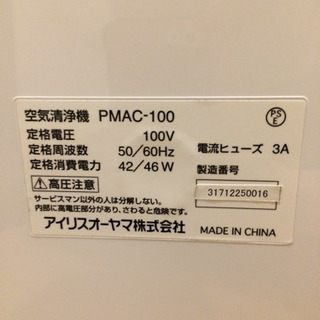 空気清浄機 PMAC-100
PSE
定格電圧 100V
定格周波数 50/60Hz 電流ヒューズ 3A
定格消費電力 42/46W 製造番号
⚠高圧注意 31712250016
サービスマン以外の人は分解しない。
内部に高電圧部分があり、さわると危険です。
アイリスオーヤマ株式会社 MADE IN CHINA